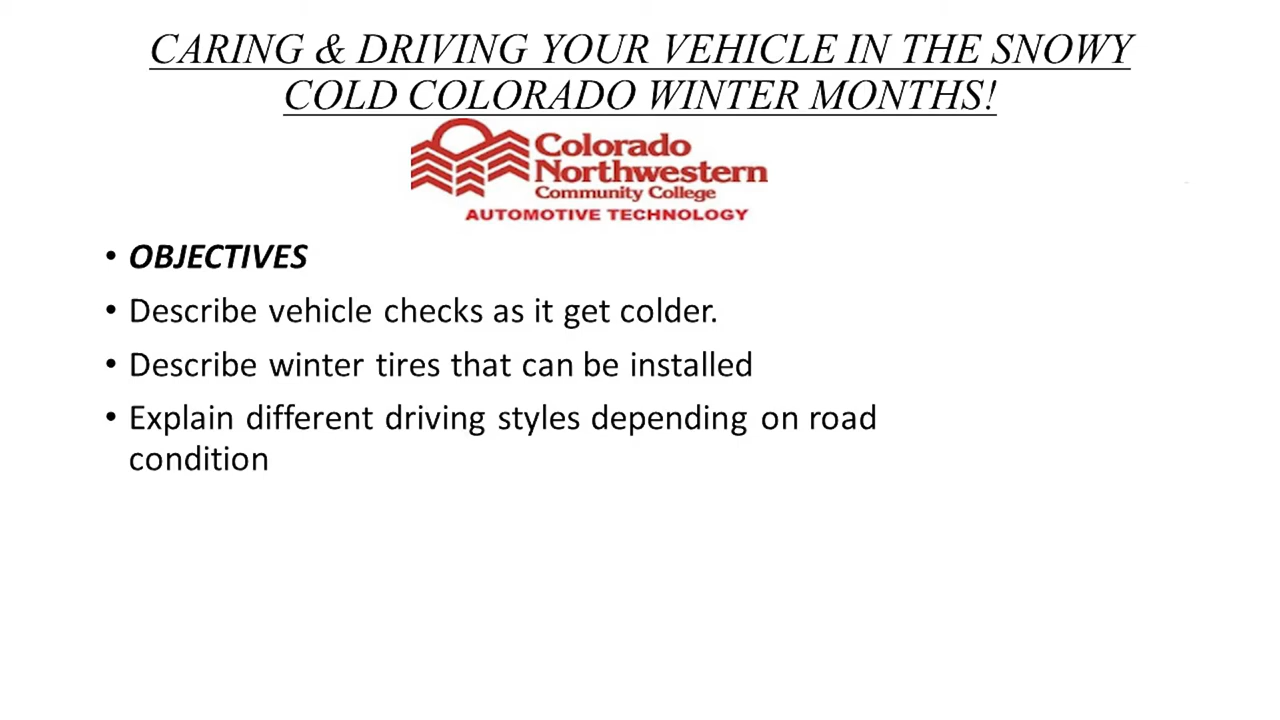 CARING & DRIVING YOUR VEHICLE IN THE SNOWY
COLD COLORADO WINTER MONTHS!
Colorado
Northwestern
Community College
AUTOMOTIVE TECHNOLOGY
• OBJECTIVES
• Describe vehicle checks as it get colder.
• Describe winter tires that can be installed
• Explain different driving styles depending on road
condition